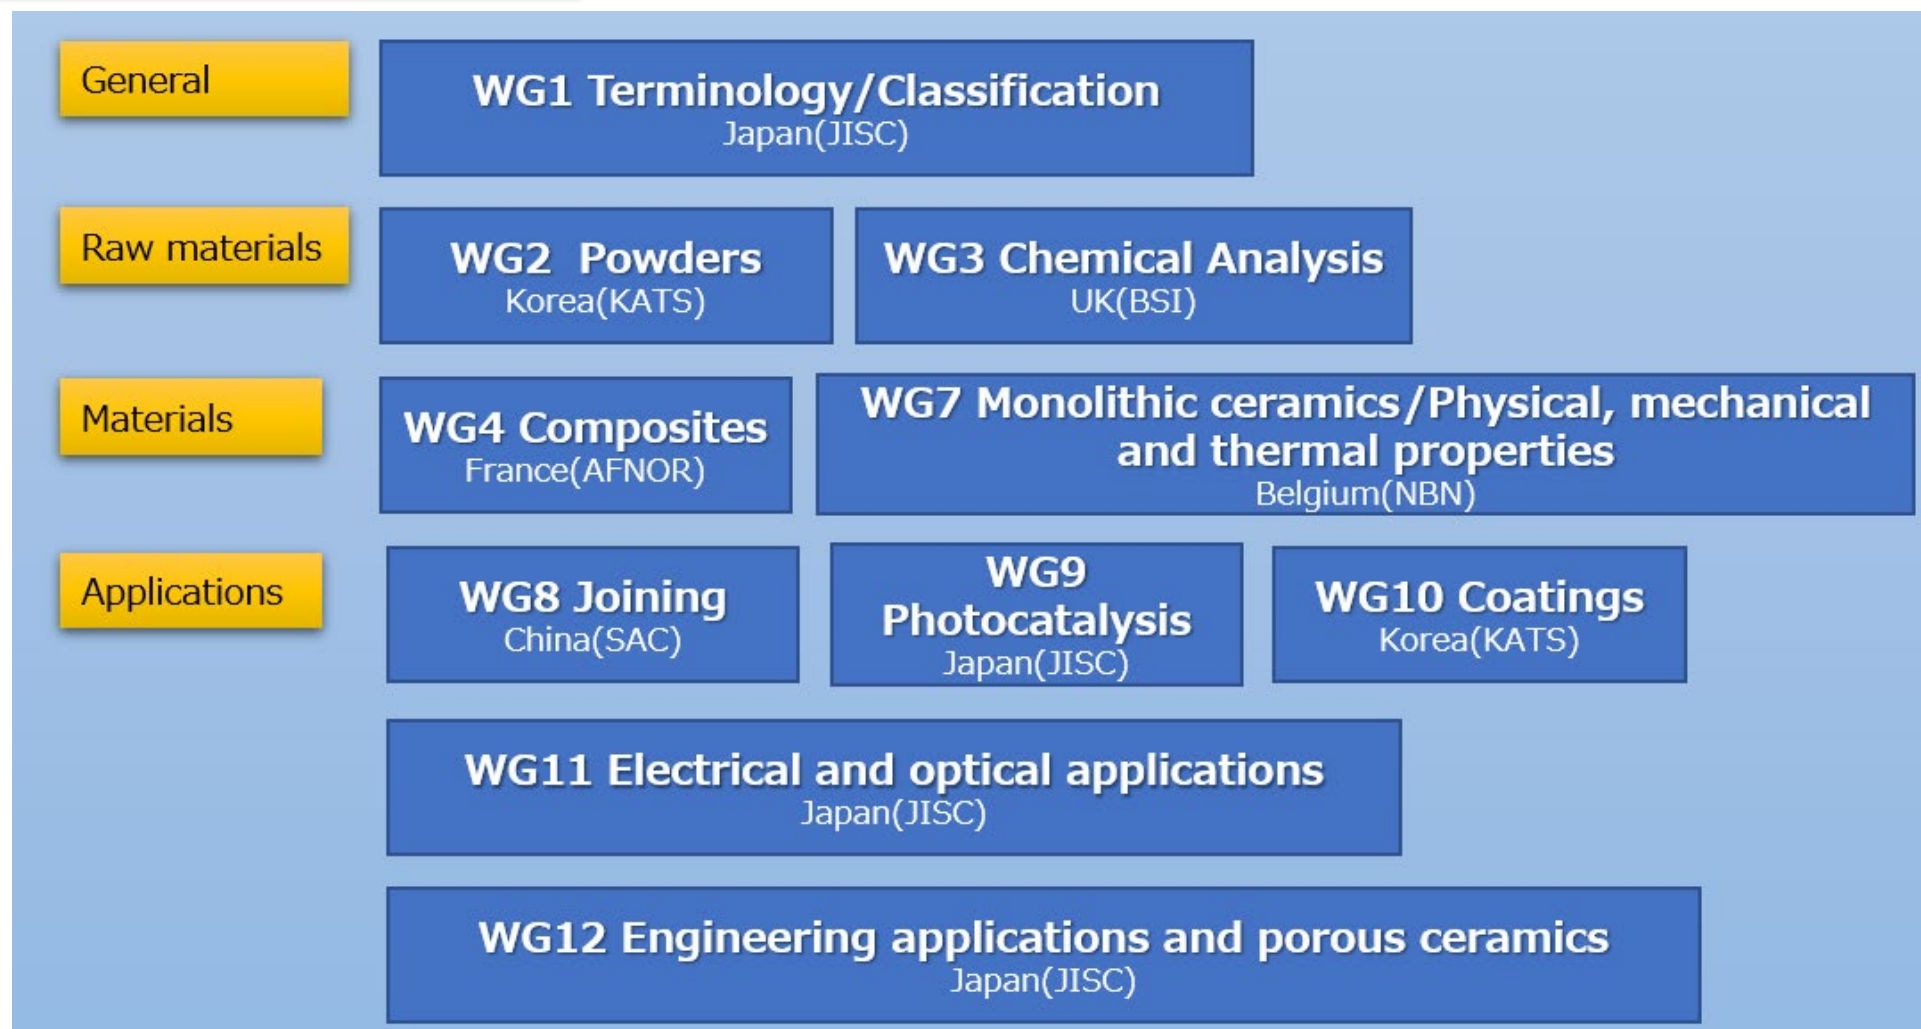 General
WG1 Terminology/Classification
Japan(JISC)
Raw materials
WG2 Powders
Korea(KATS)
WG3 Chemical Analysis
UK(BSI)
Materials
WG4 Composites
France(AFNOR)
WG7 Monolithic ceramics/Physical, mechanical
and thermal properties
Belgium(NBN)
Applications
WG8 Joining
China(SAC)
WG9
Photocatalysis
Japan(JISC)
WG10 Coatings
Korea(KATS)
WG11 Electrical and optical applications
Japan(JISC)
WG12 Engineering applications and porous ceramics
Japan(JISC)